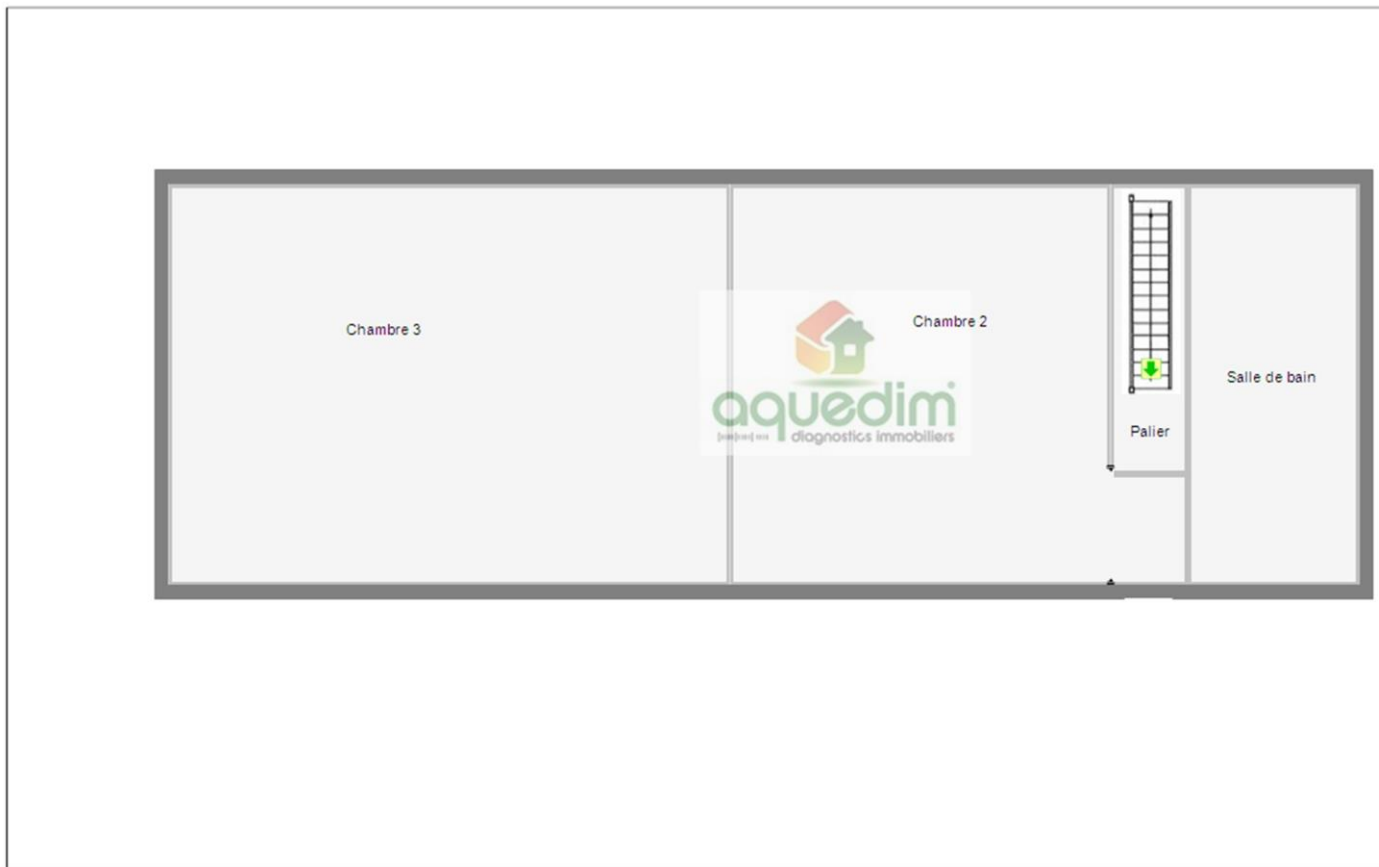 Chambre 3
Chambre 2
aquedim
diagnostics immobiliers
Salle de bain
Palier